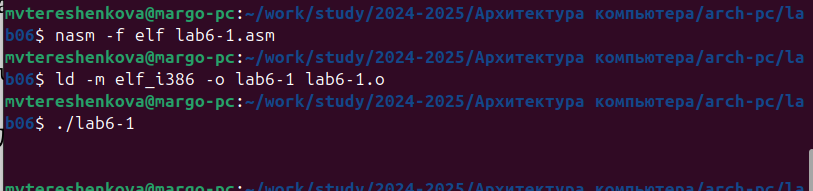 mvtereshenkova@margo-pc:~/work/study/2024-2025/Архитектура компьютера/arch-pc/la
b06$ nasm -f elf lab6-1.asm
mvtereshenkova@margo-pc:~/work/study/2024-2025/Архитектура компьютера/arch-pc/la
b06$ ld -m elf_i386 -o lab6-1 lab6-1.o
mvtereshenkova@margo-pc:~/work/study/2024-2025/Архитектура компьютера/arch-pc/la
b06$ ./lab6-1
mvtereshenkova@margo-pc:~/work/study/2024-2025/Архитектура компьютера/arch-pc/la